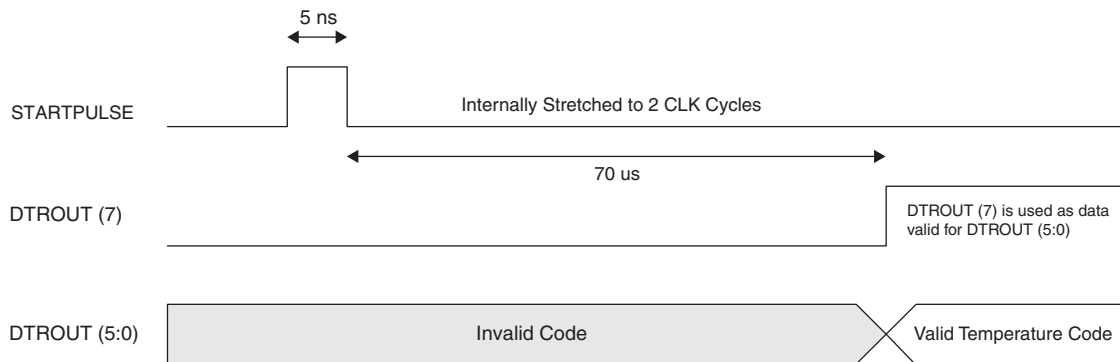 5 ns
STARTPULSE
Internally Stretched to 2 CLK Cycles
70 us
DTROUT (7)
DTROUT (7) is used as data
valid for DTROUT (5:0)
DTROUT (5:0)
Invalid Code
Valid Temperature Code